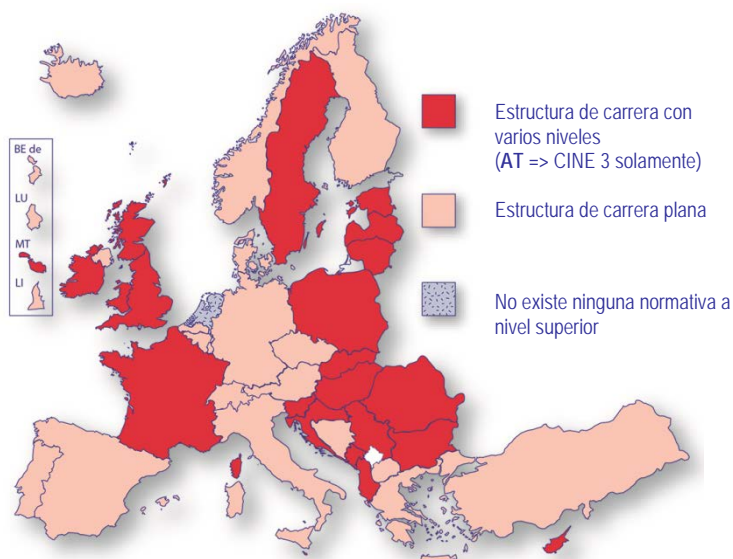 BE de
LU
MT
LI
Estructura de carrera con
varios niveles
(AT => CINE 3 solamente)
Estructura de carrera plana
No existe ninguna normativa a
nivel superior